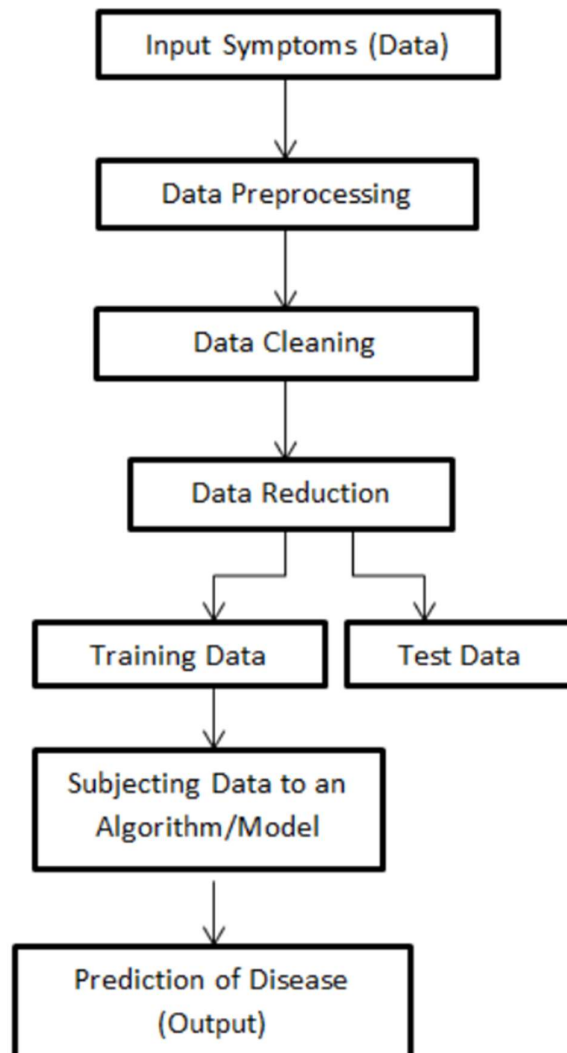 Input Symptoms (Data)
Data Preprocessing
Data Cleaning
Data Reduction
Training Data
Test Data
Subjecting Data to an
Algorithm/Model
Prediction of Disease
(Output)